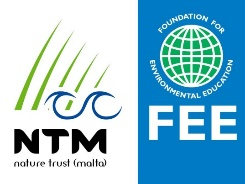 NTM
nature trust (malta)
FOUNDATION FOR
ENVIRONMENTAL EDUCATION
FEE